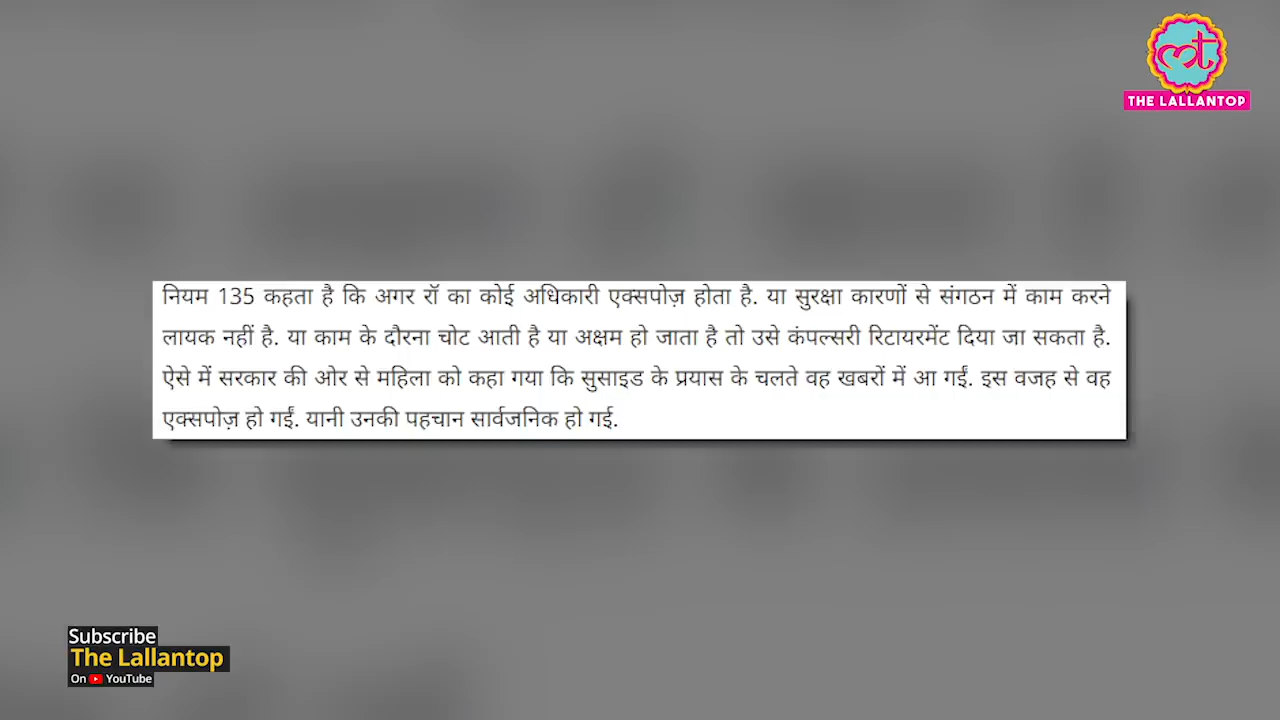 mt
THE LALLANTOP
नियम 135 कहता है कि अगर रॉ का कोई अधिकारी एक्सपोज़ होता है. या सुरक्षा कारणों से संगठन में काम करने
लायक नहीं है. या काम के दौरना चोट आती है या अक्षम हो जाता है तो उसे कंपल्सरी रिटायरमेंट दिया जा सकता है.
ऐसे में सरकार की ओर से महिला को कहा गया कि सुसाइड के प्रयास के चलते वह खबरों में आ गईं. इस वजह से वह
एक्सपोज़ हो गईं. यानी उनकी पहचान सार्वजनिक हो गई.
Subscribe
The Lallantop
On YouTube